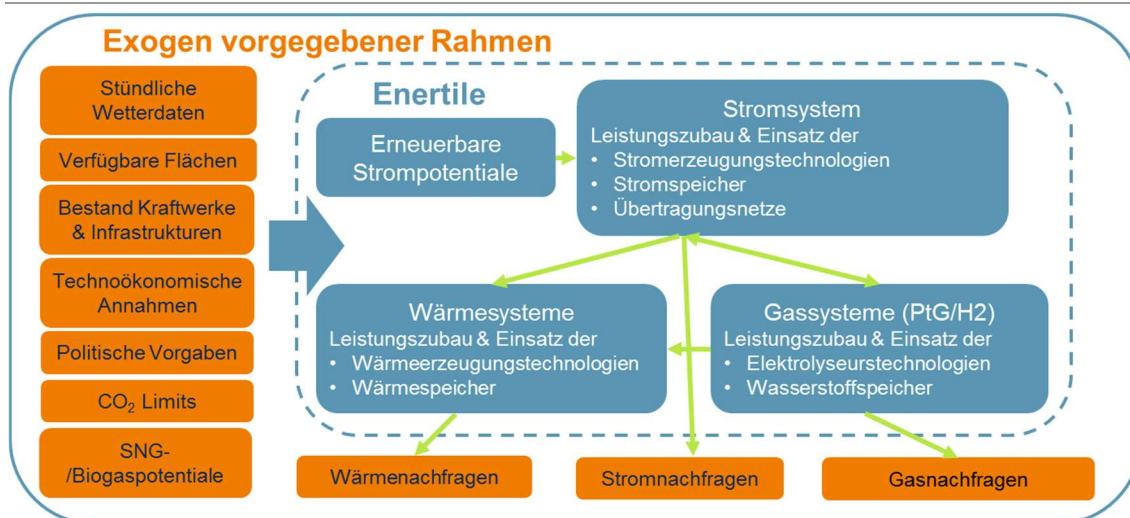 Exogen vorgegebener Rahmen
Stündliche
Wetterdaten
Verfügbare Flächen
Bestand Kraftwerke
& Infrastrukturen
Technoökonomische
Annahmen
Politische Vorgaben
CO₂ Limits
SNG-
/Biogaspotentiale
Enertile
Erneuerbare
Strompotentiale
Stromsystem
Leistungszubau & Einsatz der
• Stromerzeugungstechnologien
• Stromspeicher
• Übertragungsnetze
Wärmesysteme
Leistungszubau & Einsatz der
• Wärmeerzeugungstechnologien
• Wärmespeicher
Gassysteme (PtG/H2)
Leistungszubau & Einsatz der
• Elektrolyseurstechnologien
• Wasserstoffspeicher
Wärmenachfragen
Stromnachfragen
Gasnachfragen